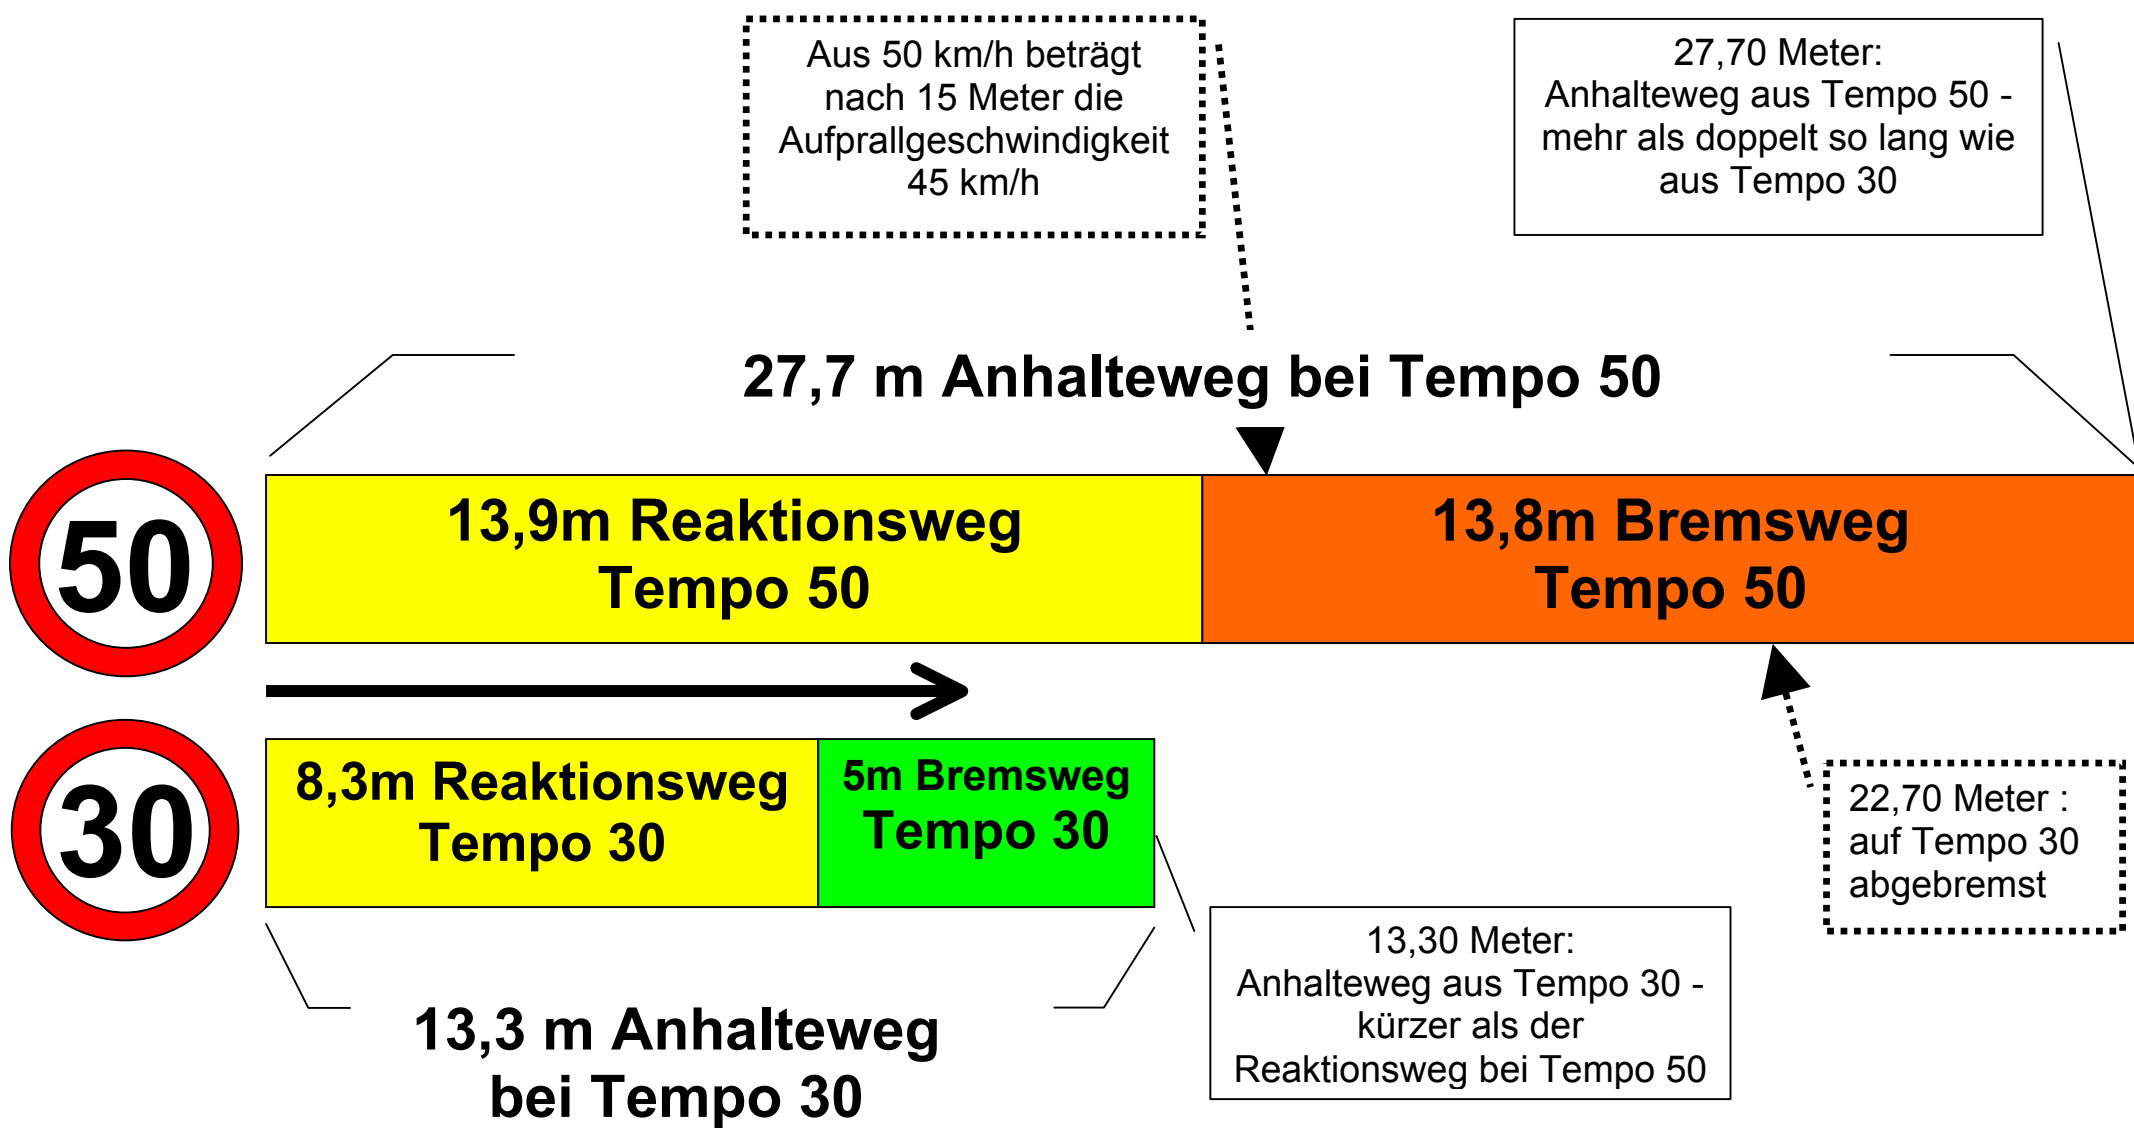 Aus 50 km/h beträgt
nach 15 Meter die
Aufprallgeschwindigkeit
45 km/h
27,70 Meter:
Anhalteweg aus Tempo 50 -
mehr als doppelt so lang wie
aus Tempo 30
27,7 m Anhalteweg bei Tempo 50
50
13,9m Reaktionsweg
Tempo 50
13,8m Bremsweg
Tempo 50
30
8,3m Reaktionsweg
Tempo 30
5m Bremsweg
Tempo 30
22,70 Meter :
auf Tempo 30
abgebremst
13,30 Meter:
Anhalteweg aus Tempo 30 -
kürzer als der
Reaktionsweg bei Tempo 50
13,3 m Anhalteweg
bei Tempo 30